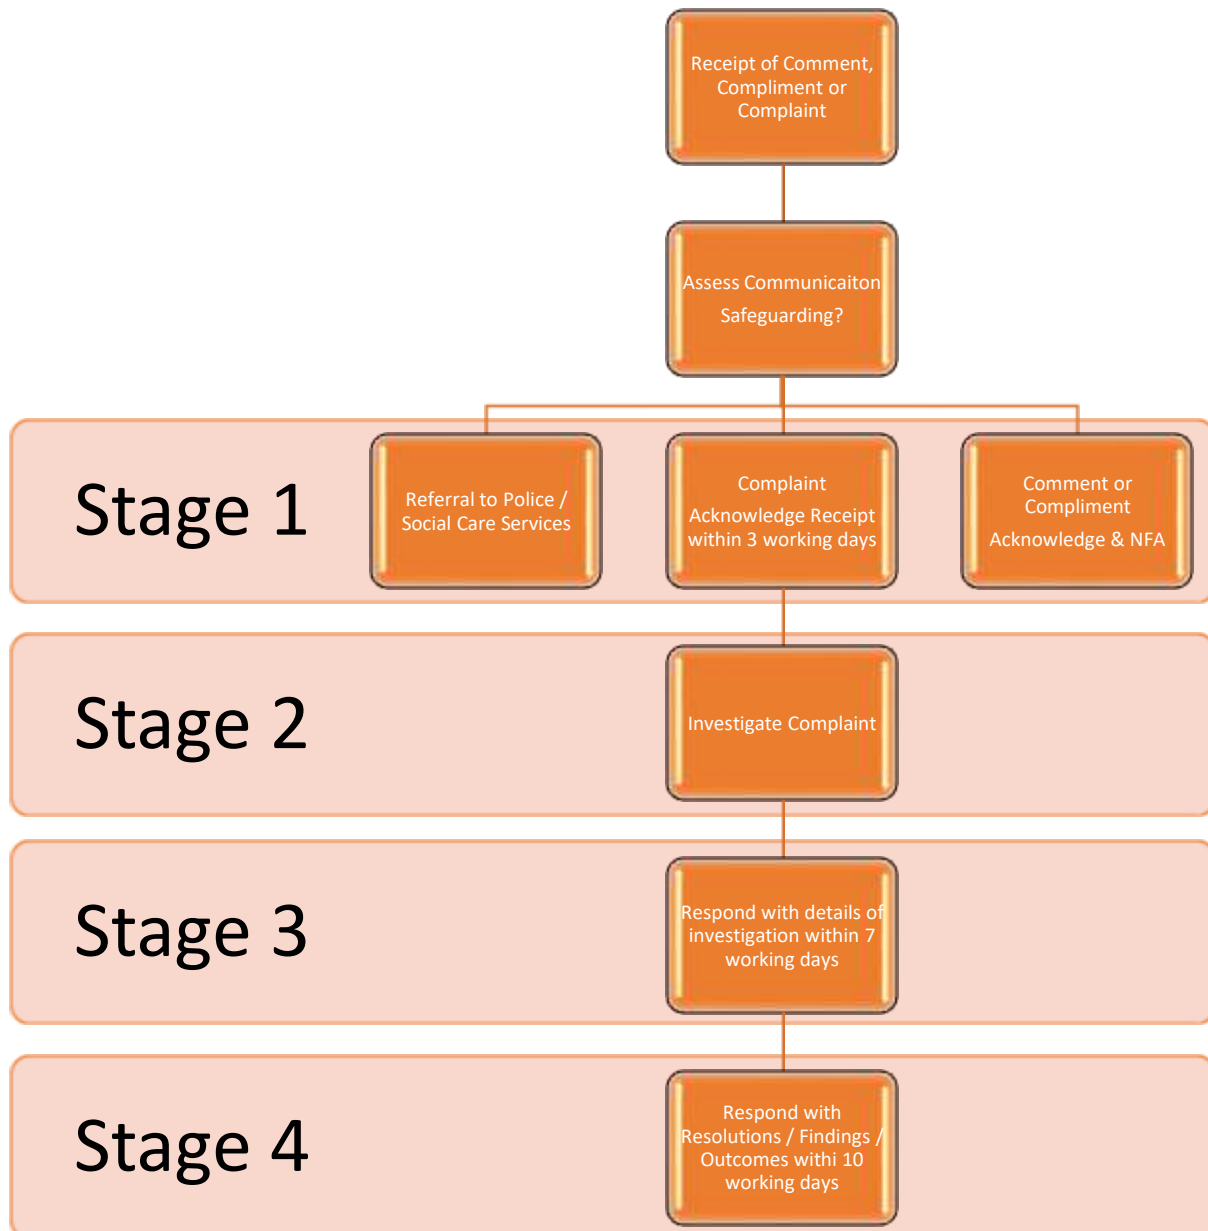 Receipt of Comment,
Compliment or
Complaint
Assess Communicaiton
Safeguarding?
Stage 1
Referral to Police /
Social Care Services
Complaint
Acknowledge Receipt
within 3 working days
Comment or
Compliment
Acknowledge & NFA
Stage 2
Investigate Complaint
Stage 3
Respond with details of
investigation within 7
working days
Stage 4
Respond with
Resolutions / Findings /
Outcomes withi 10
working days